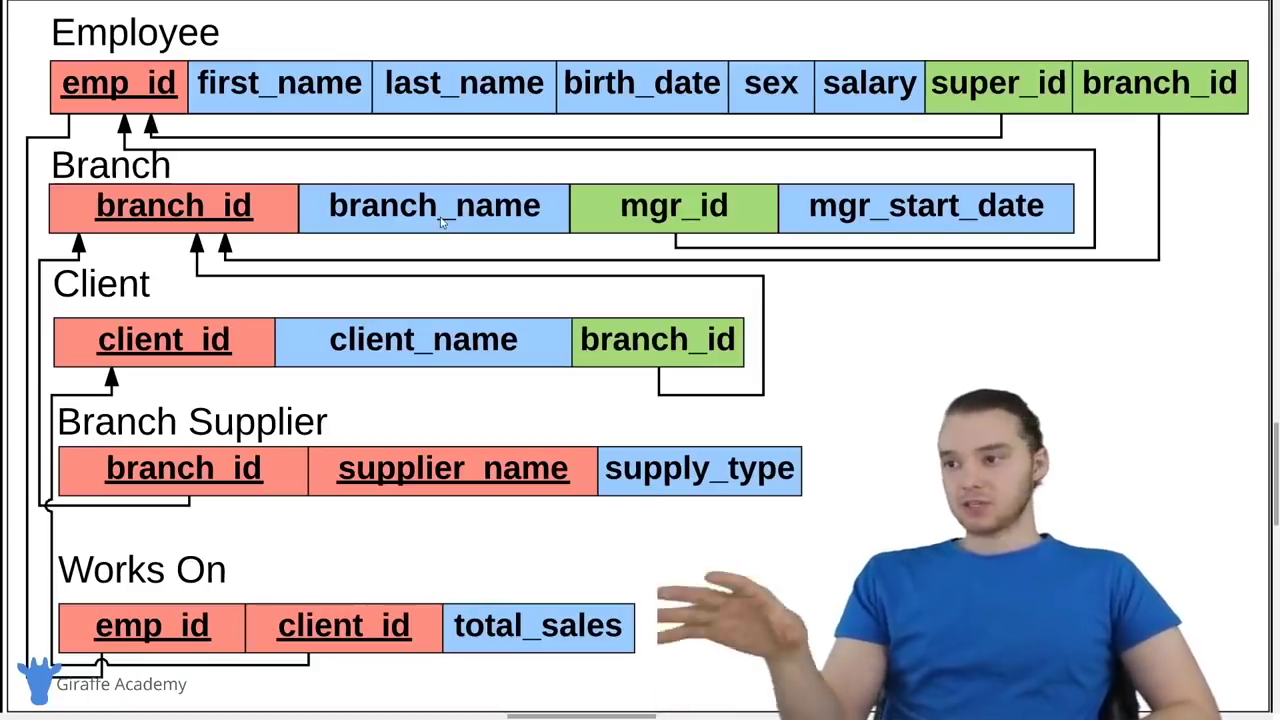 Employee
emp_id first_name last_name birth_date sex salary super_id branch_id
Branch
branch_id branch_name mgr_id mgr_start_date
Client
client_id client_name branch_id
Branch Supplier
branch_id supplier_name supply_type
Works On
emp_id client_id total_sales
Giraffe Academy